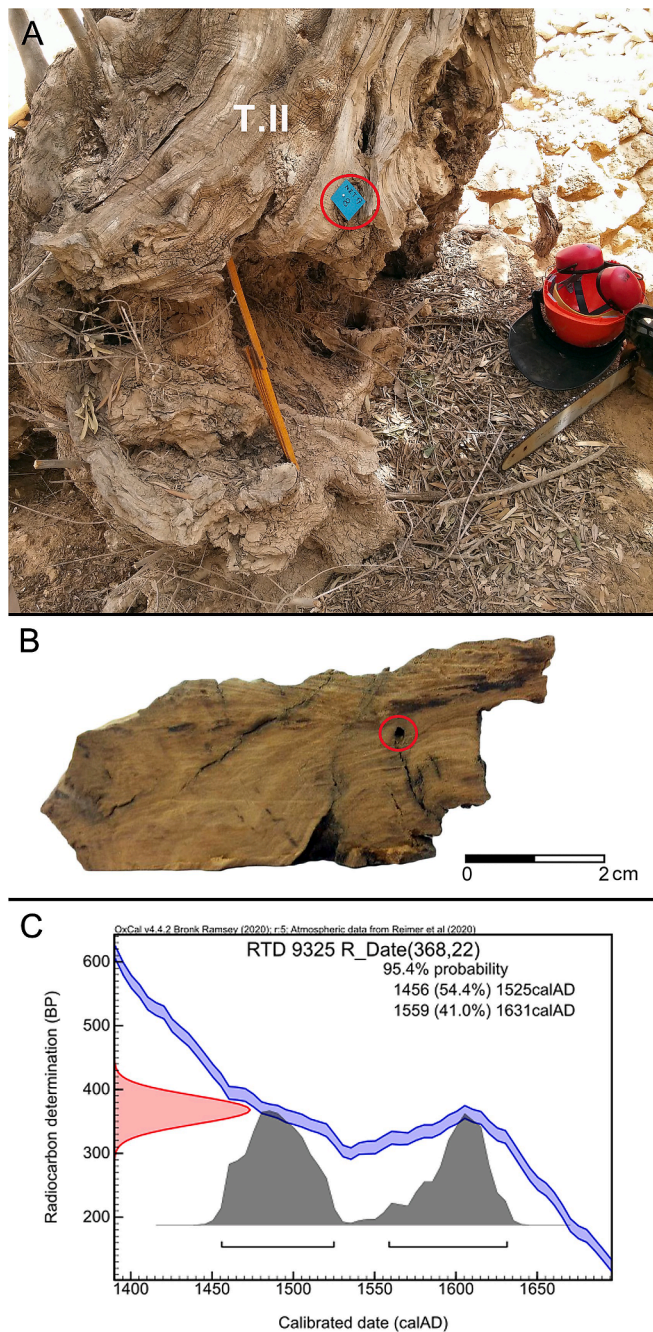 A
T.II
B
0 2 cm
C
OxCal v4.4.2 Bronk Ramsey (2020); r:5; Atmospheric data from Reimer et al (2020)
RTD 9325 R_Date(368,22)
95.4% probability
1456 (54.4%) 1525calAD
1559 (41.0%) 1631calAD
Radiocarbon determination (BP)
600
500
400
300
200
1400 1450 1500 1550 1600 1650
Calibrated date (calAD)